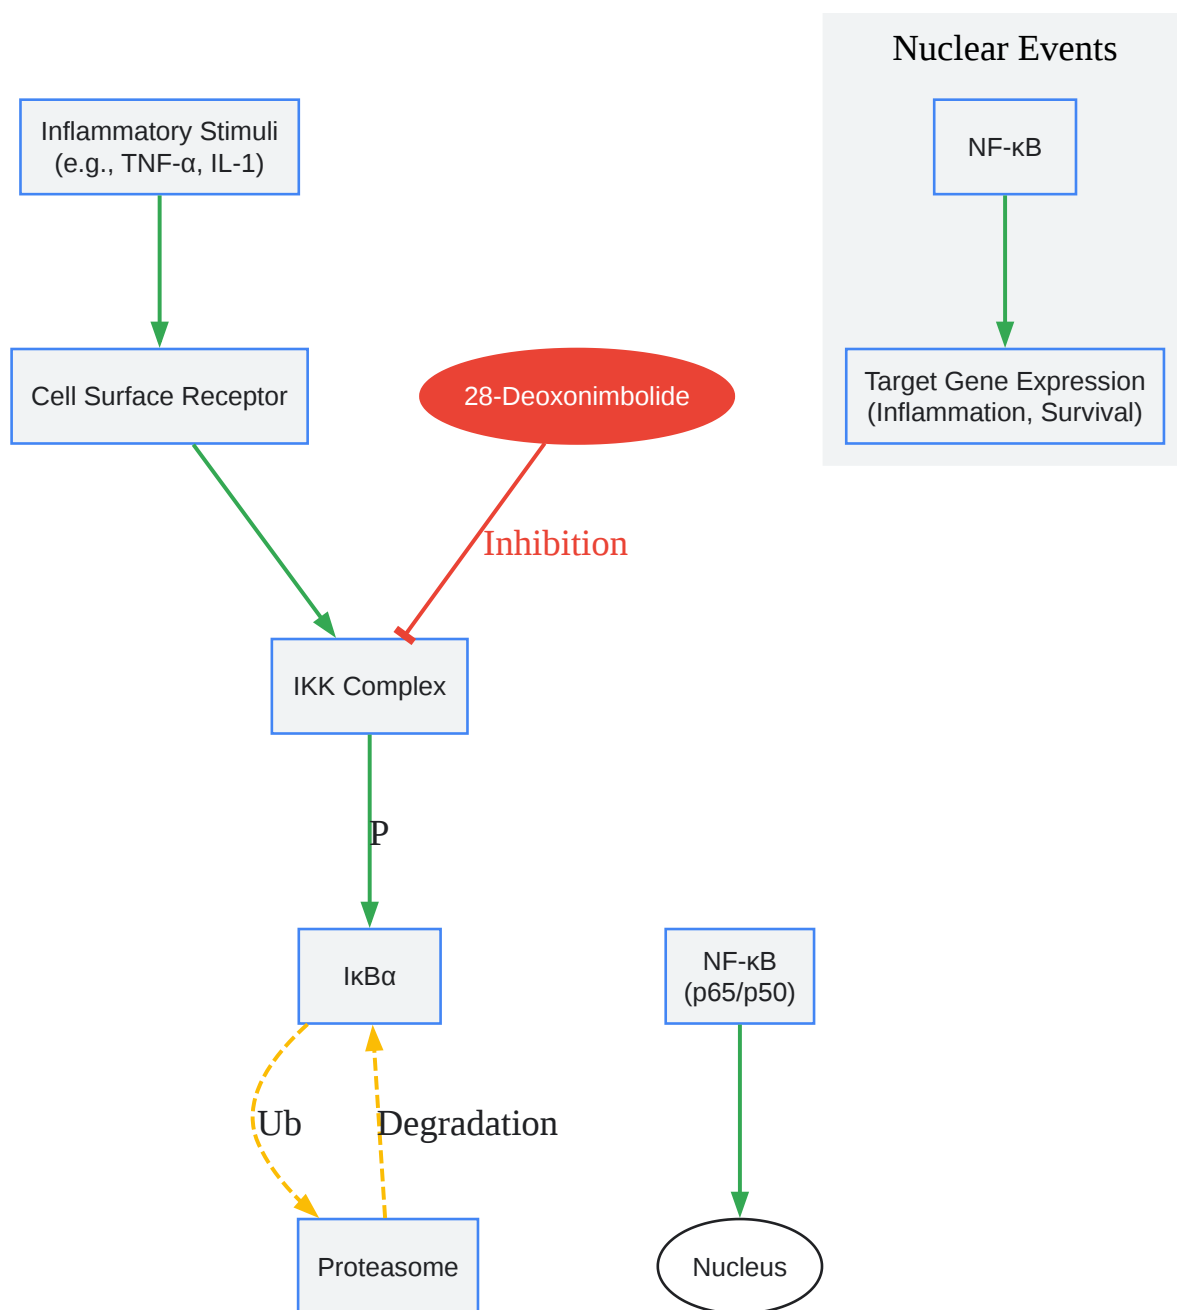 Nuclear Events
Inflammatory Stimuli
(e.g., TNF-α, IL-1)
NF-κB
Cell Surface Receptor
28-Deoxonimbolide
Target Gene Expression
(Inflammation, Survival)
Inhibition
IKK Complex
P
IκBα
NF-κB
(p65/p50)
Ub
Degradation
Proteasome
Nucleus